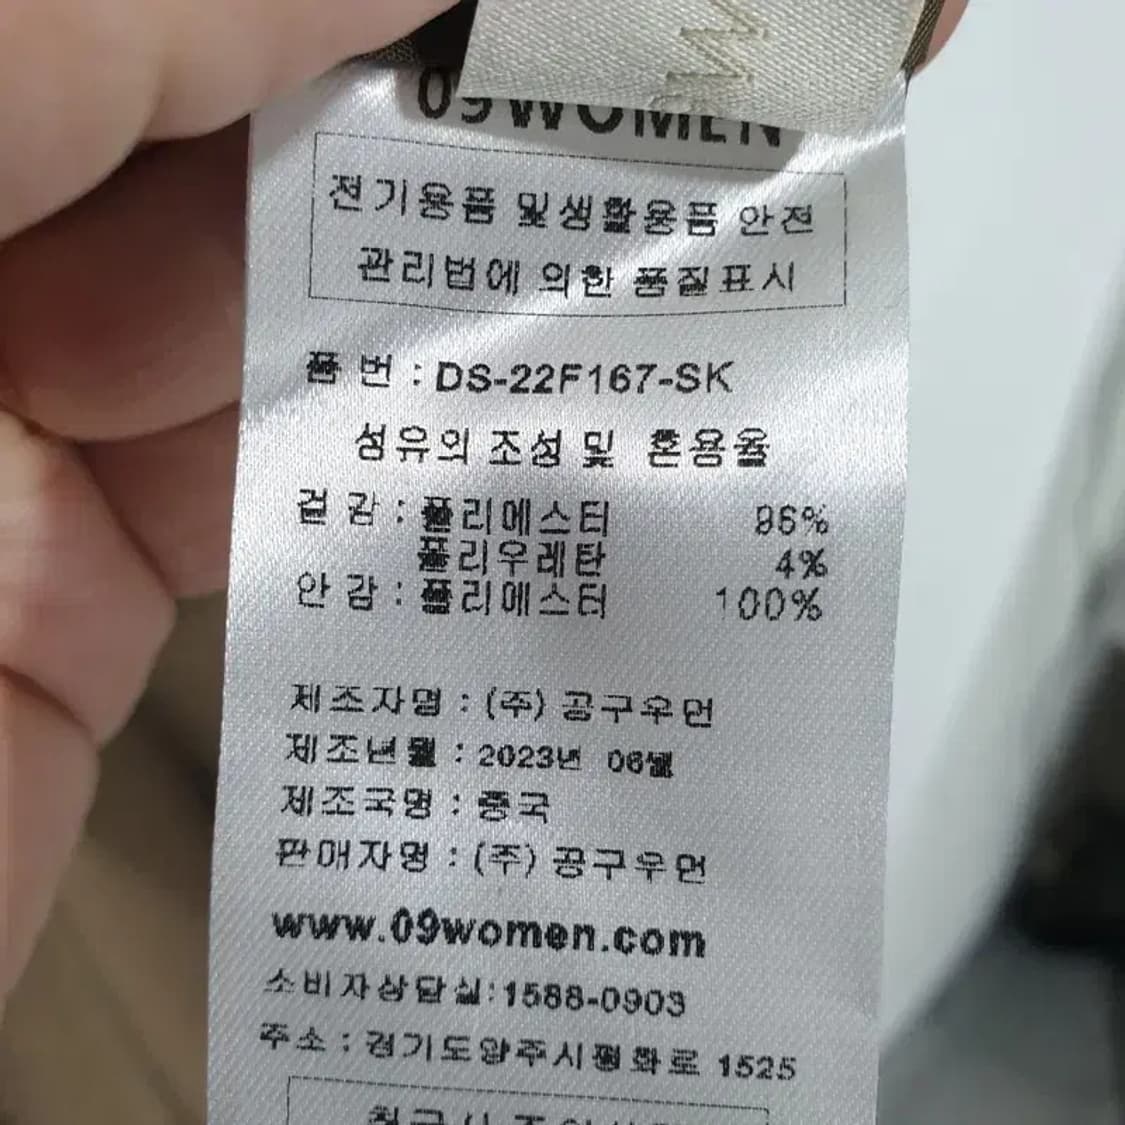 09WOMEN
전기용품 및생활용품 안전
관리법에 의한 품질표시
품 번 : DS-22F167-SK
섬유의 조성 및 혼용율
겉 감 : 폴리에스터 96%
폴리우레탄 4%
안 감 : 폴리에스터 100%
제조자명 : (주) 공구우먼
제조년월 : 2023년 06월
제조국명 : 중국
판매자명 : (주) 공구우먼
www.09women.com
소비자상담실:1588-0903
주소 : 경기도양주시평화로 1525